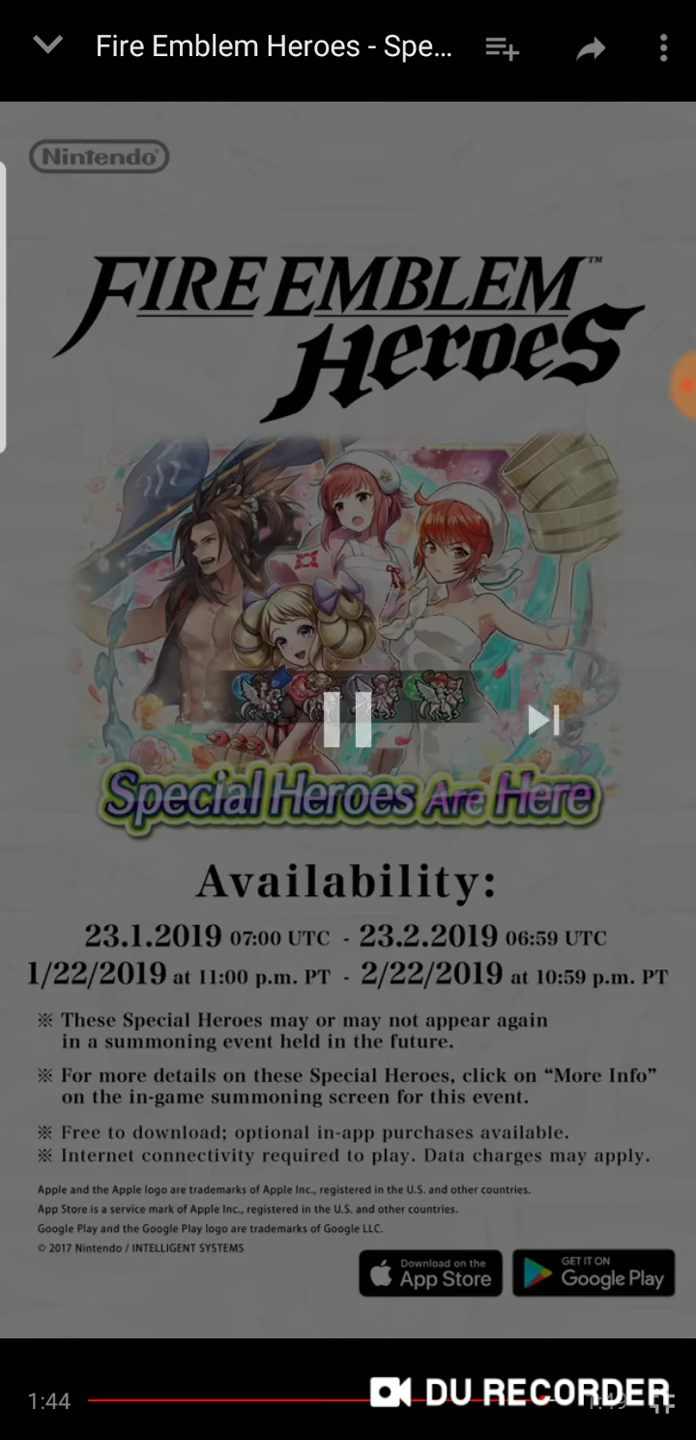 Fire Emblem Heroes - Spe...
Nintendo®
FIRE EMBLEM™
Heroes
Special Heroes Are Here
Availability:
23.1.2019 07:00 UTC - 23.2.2019 06:59 UTC
1/22/2019 at 11:00 p.m. PT - 2/22/2019 at 10:59 p.m. PT
※ These Special Heroes may or may not appear again
in a summoning event held in the future.
※ For more details on these Special Heroes, click on “More Info”
on the in-game summoning screen for this event.
※ Free to download; optional in-app purchases available.
※ Internet connectivity required to play. Data charges may apply.
Apple and the Apple logo are trademarks of Apple Inc., registered in the U.S. and other countries.
App Store is a service mark of Apple Inc., registered in the U.S. and other countries.
Google Play and the Google Play logo are trademarks of Google LLC.
© 2017 Nintendo / INTELLIGENT SYSTEMS
Download on the
App Store
GET IT ON
Google Play
1:44
DU RECORDER